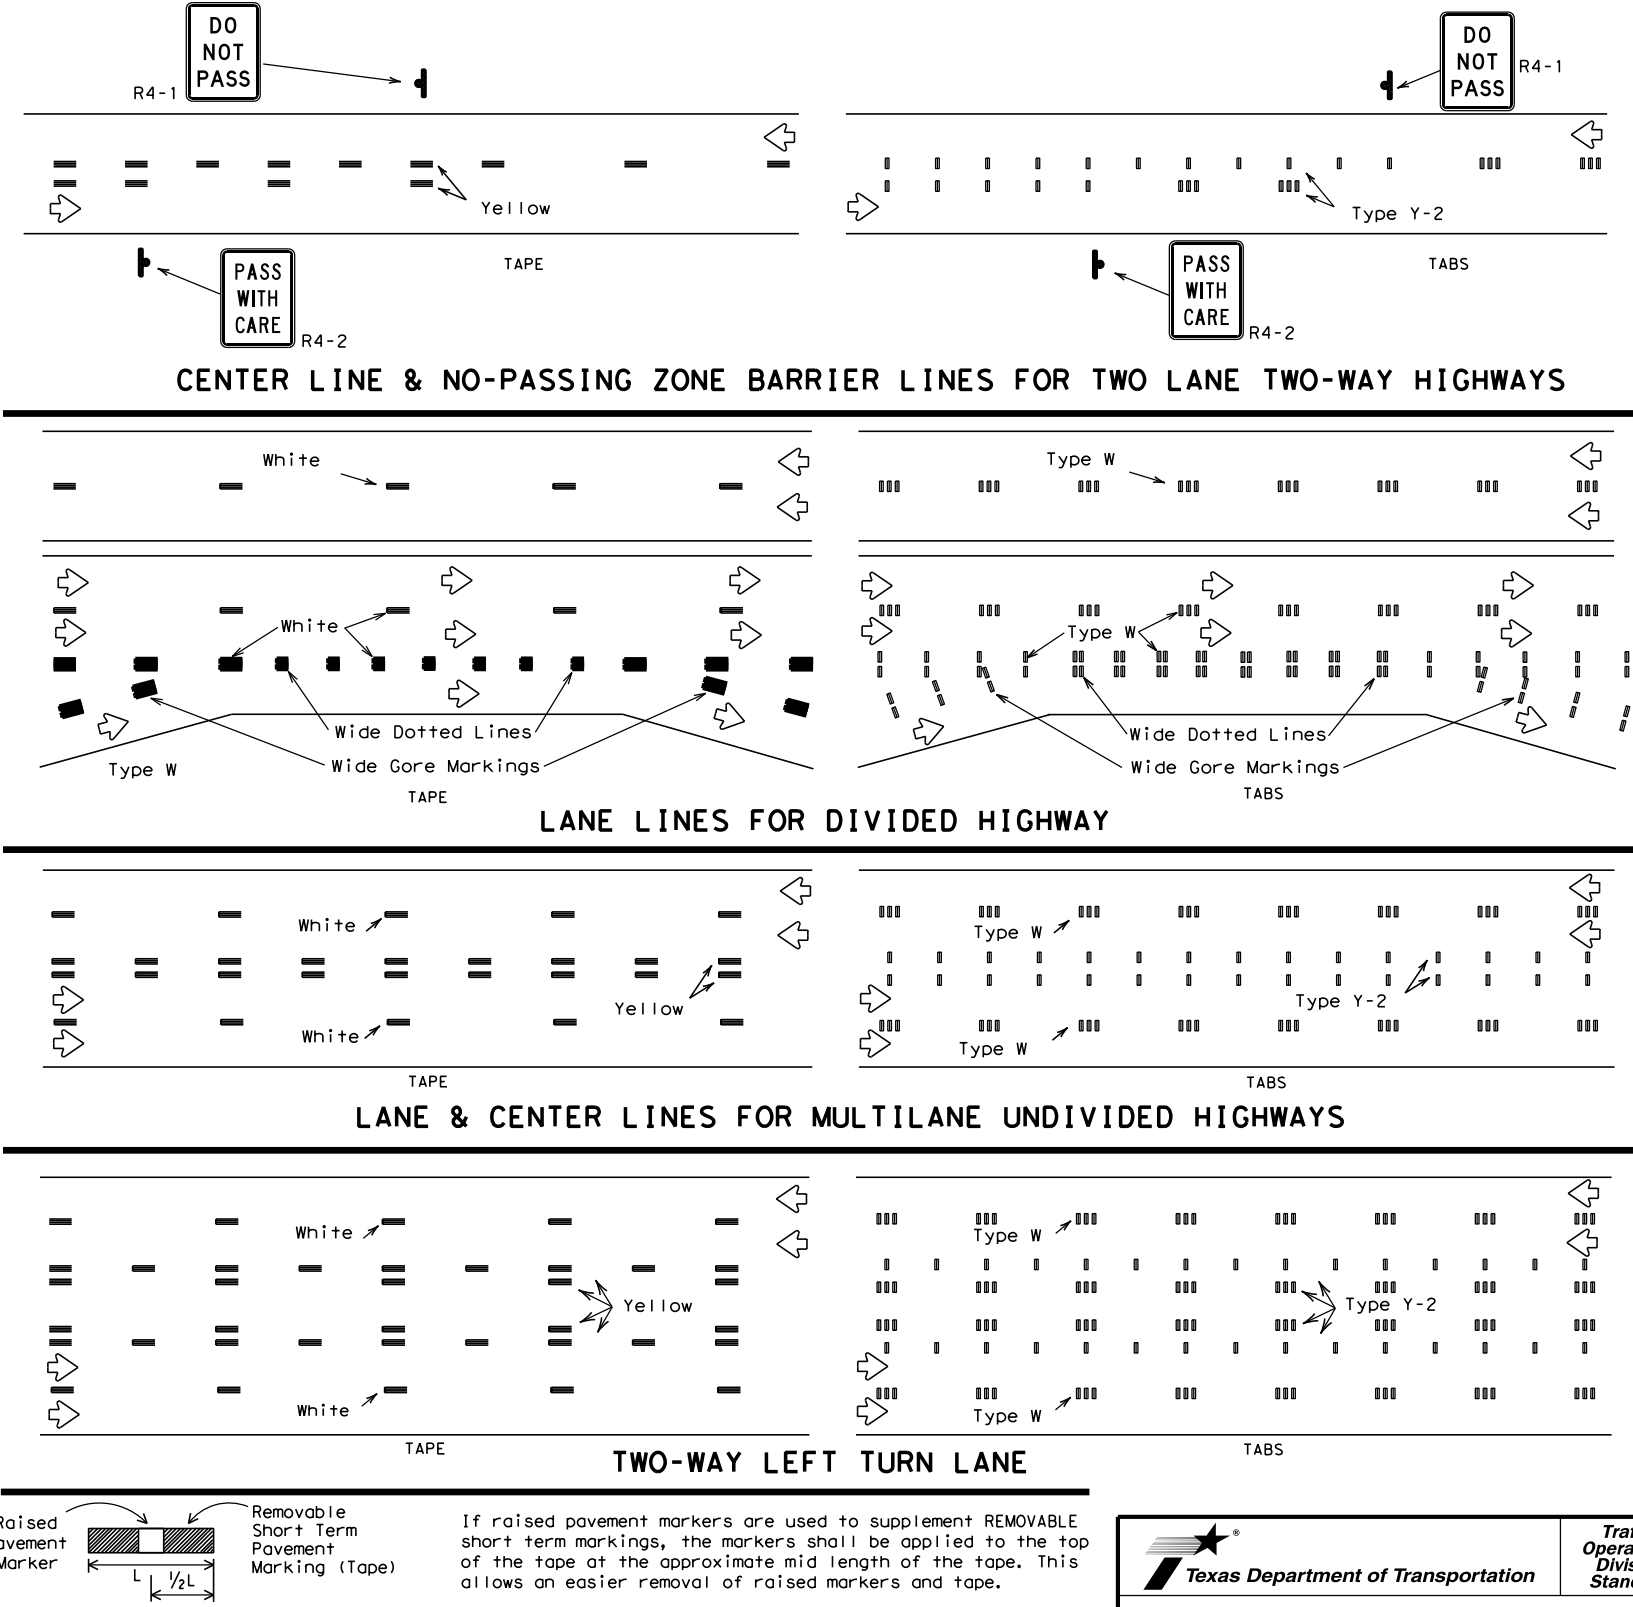 DO
NOT
PASS
R4-1
DO
NOT
PASS
R4-1
Yellow
Type Y-2
PASS
WITH
CARE
R4-2
TAPE
PASS
WITH
CARE
R4-2
TABS
CENTER LINE & NO-PASSING ZONE BARRIER LINES FOR TWO LANE TWO-WAY HIGHWAYS
White
Type W
White
Type W
Wide Dotted Lines
Wide Dotted Lines
Type W
Wide Gore Markings
Wide Gore Markings
TAPE
TABS
LANE LINES FOR DIVIDED HIGHWAY
White
Type W
Yellow
Type Y-2
White
Type W
TAPE
TABS
LANE & CENTER LINES FOR MULTILANE UNDIVIDED HIGHWAYS
White
Type W
Yellow
Type Y-2
White
Type W
TAPE
TABS
TWO-WAY LEFT TURN LANE
Raised
Pavement
Marker
Removable
Short Term
Pavement
Marking (Tape)
L
½L
If raised pavement markers are used to supplement REMOVABLE
short term markings, the markers shall be applied to the top
of the tape at the approximate mid length of the tape. This
allows an easier removal of raised markers and tape.
®
Texas Department of Transportation